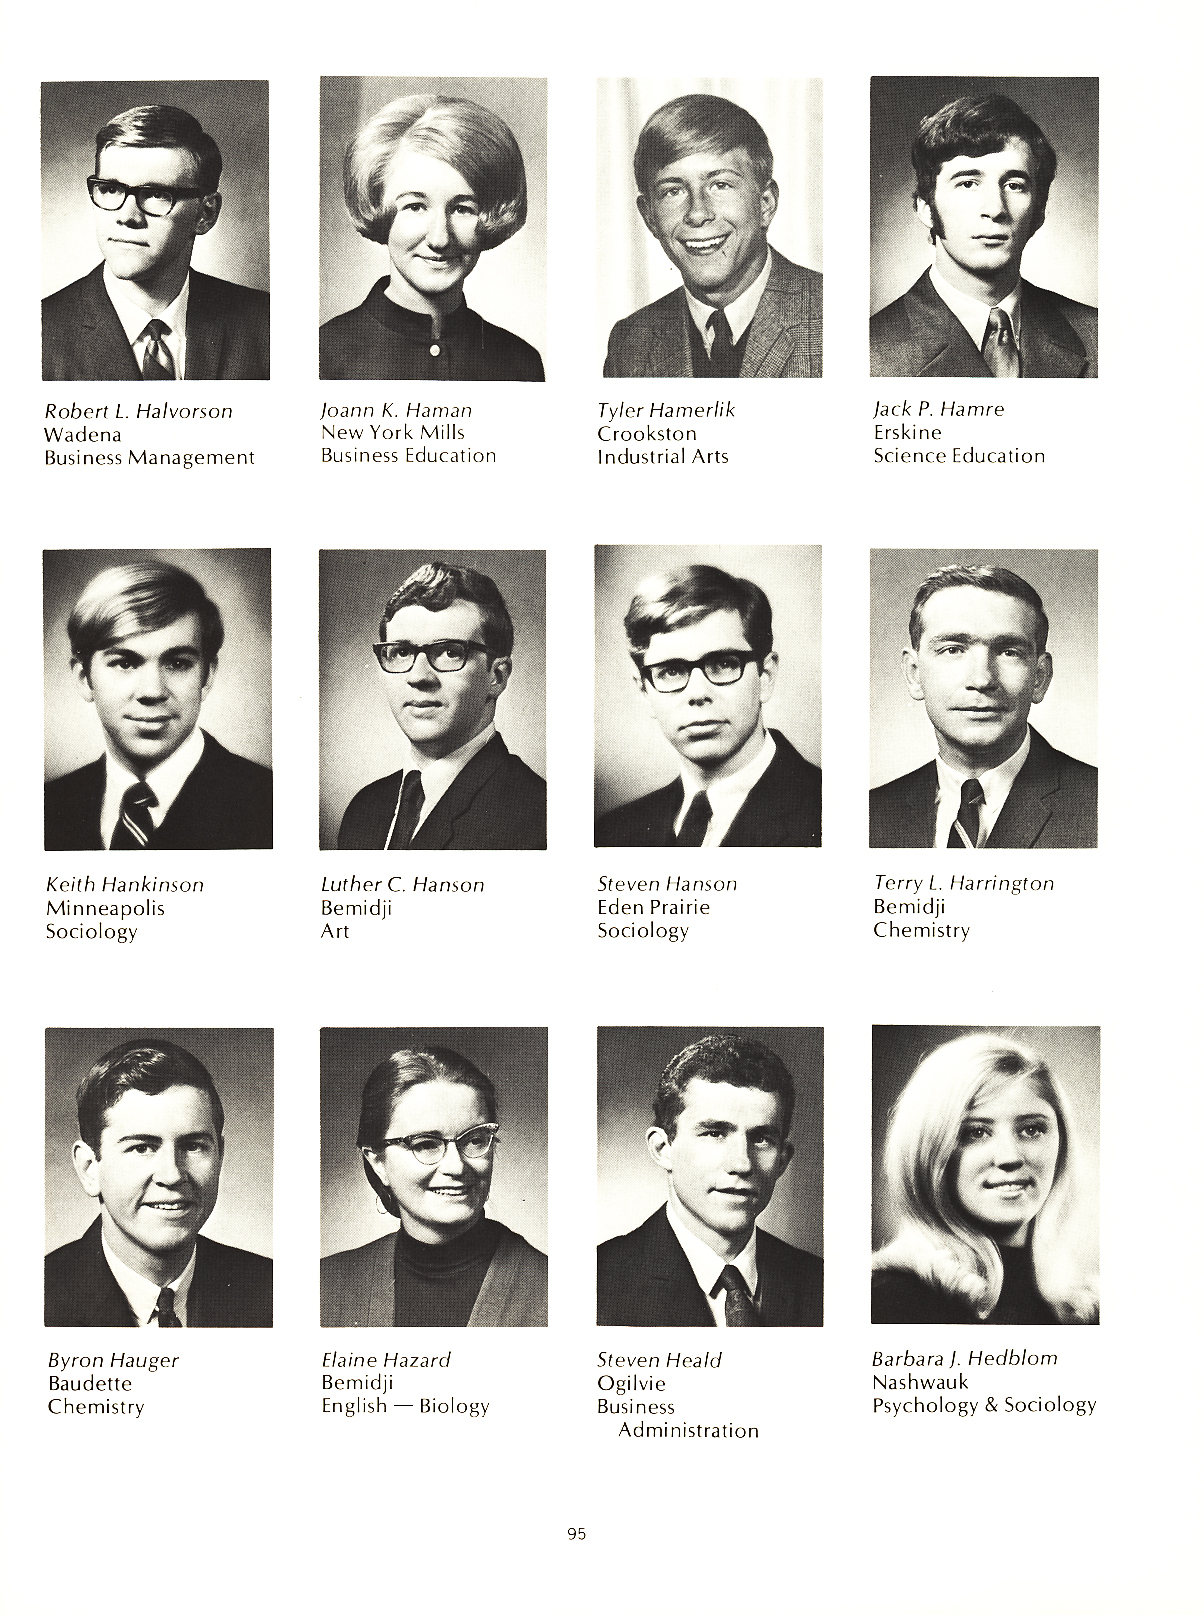 Robert L. Halvorson
Wadena
Business Management
Joann K. Haman
New York Mills
Business Education
Tyler Hamerlik
Crookston
Industrial Arts
Jack P. Hamre
Erskine
Science Education
Keith Hankinson
Minneapolis
Sociology
Luther C. Hanson
Bemidji
Art
Steven Hanson
Eden Prairie
Sociology
Terry L. Harrington
Bemidji
Chemistry
Byron Hauger
Baudette
Chemistry
Elaine Hazard
Bemidji
English — Biology
Steven Heald
Ogilvie
Business
Administration
Barbara J. Hedblom
Nashwauk
Psychology & Sociology
95